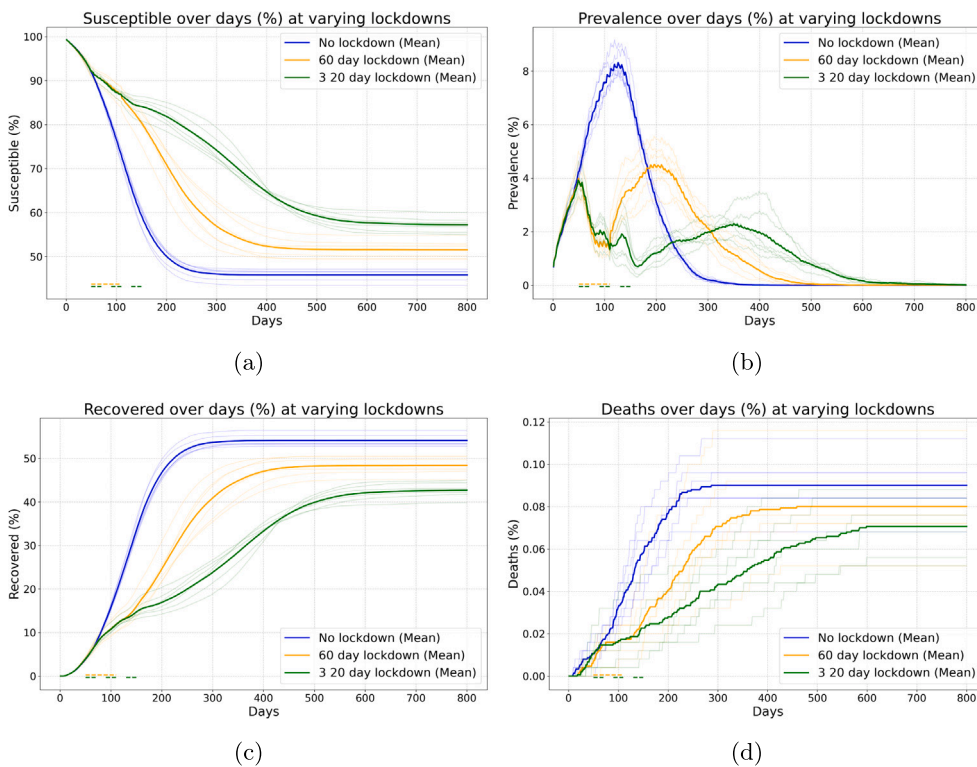 Susceptible over days (%) at varying lockdowns
100
90
80
70
60
50
Susceptible (%)
No lockdown (Mean)
60 day lockdown (Mean)
3 20 day lockdown (Mean)
0 100 200 300 400 500 600 700 800
Days
(a)
Prevalence over days (%) at varying lockdowns
8
6
4
2
0
Prevalence (%)
No lockdown (Mean)
60 day lockdown (Mean)
3 20 day lockdown (Mean)
0 100 200 300 400 500 600 700 800
Days
(b)
Recovered over days (%) at varying lockdowns
50
40
30
20
10
0
Recovered (%)
No lockdown (Mean)
60 day lockdown (Mean)
3 20 day lockdown (Mean)
0 100 200 300 400 500 600 700 800
Days
(c)
Deaths over days (%) at varying lockdowns
0.12
0.10
0.08
0.06
0.04
0.02
0.00
Deaths (%)
No lockdown (Mean)
60 day lockdown (Mean)
3 20 day lockdown (Mean)
0 100 200 300 400 500 600 700 800
Days
(d)